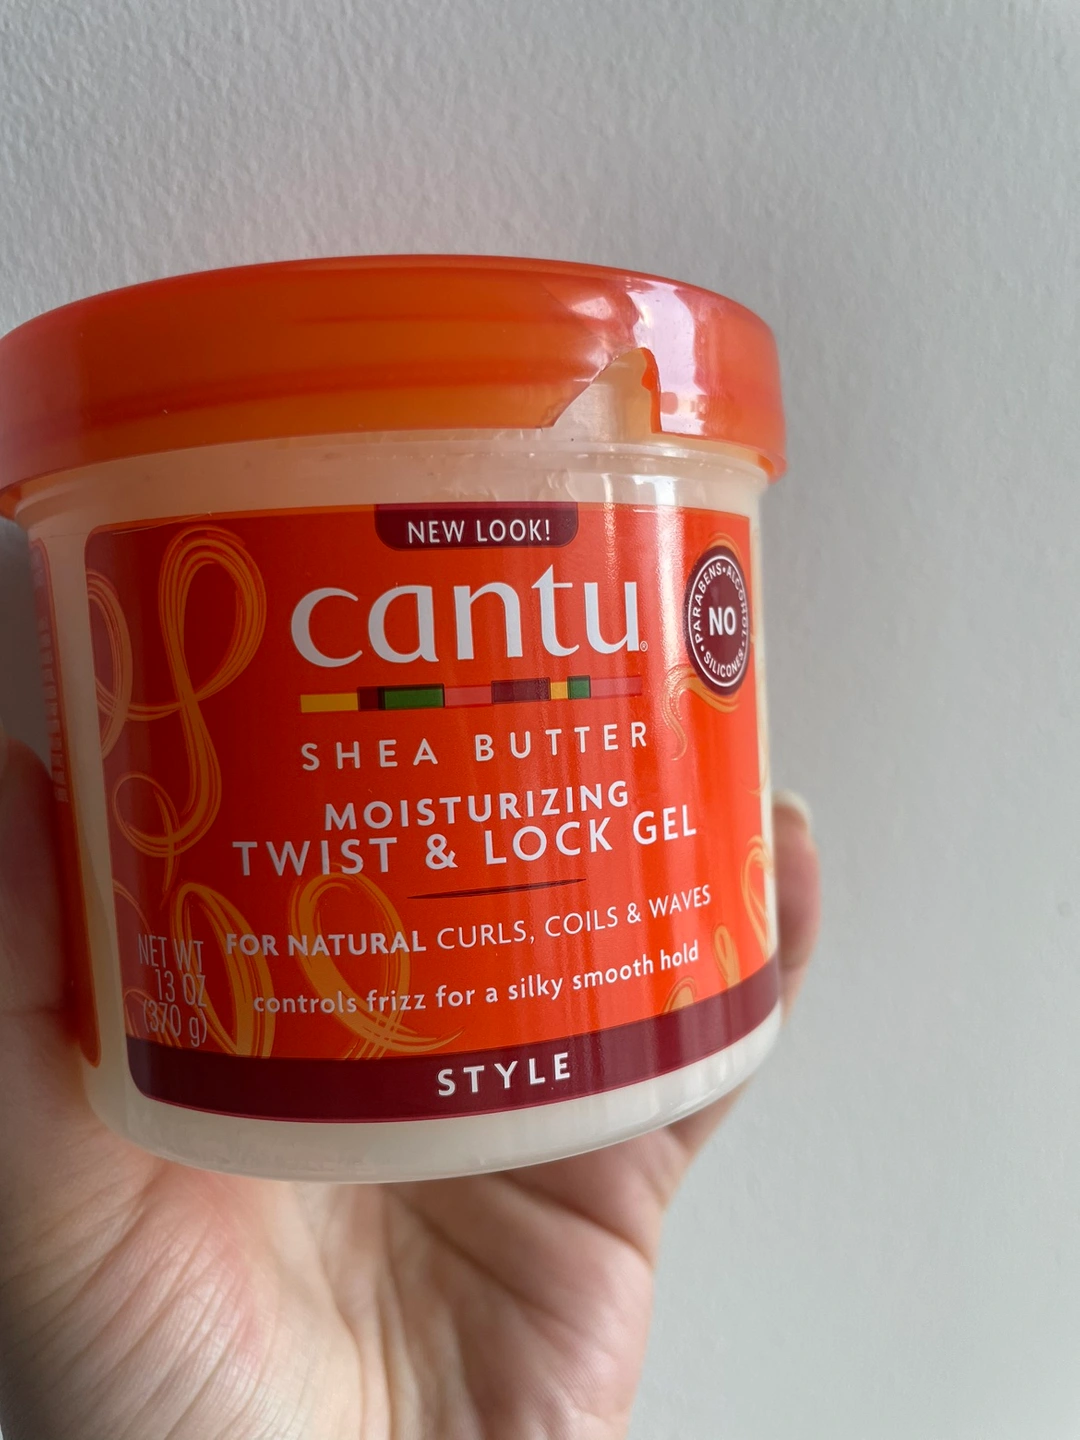 NEW LOOK!
cantu®
PARABENS • ALCOHOL • SILICONES •
NO
SHEA BUTTER
MOISTURIZING
TWIST & LOCK GEL
FOR NATURAL CURLS, COILS & WAVES
controls frizz for a silky smooth hold
NET WT
13 OZ
(370 g)
STYLE